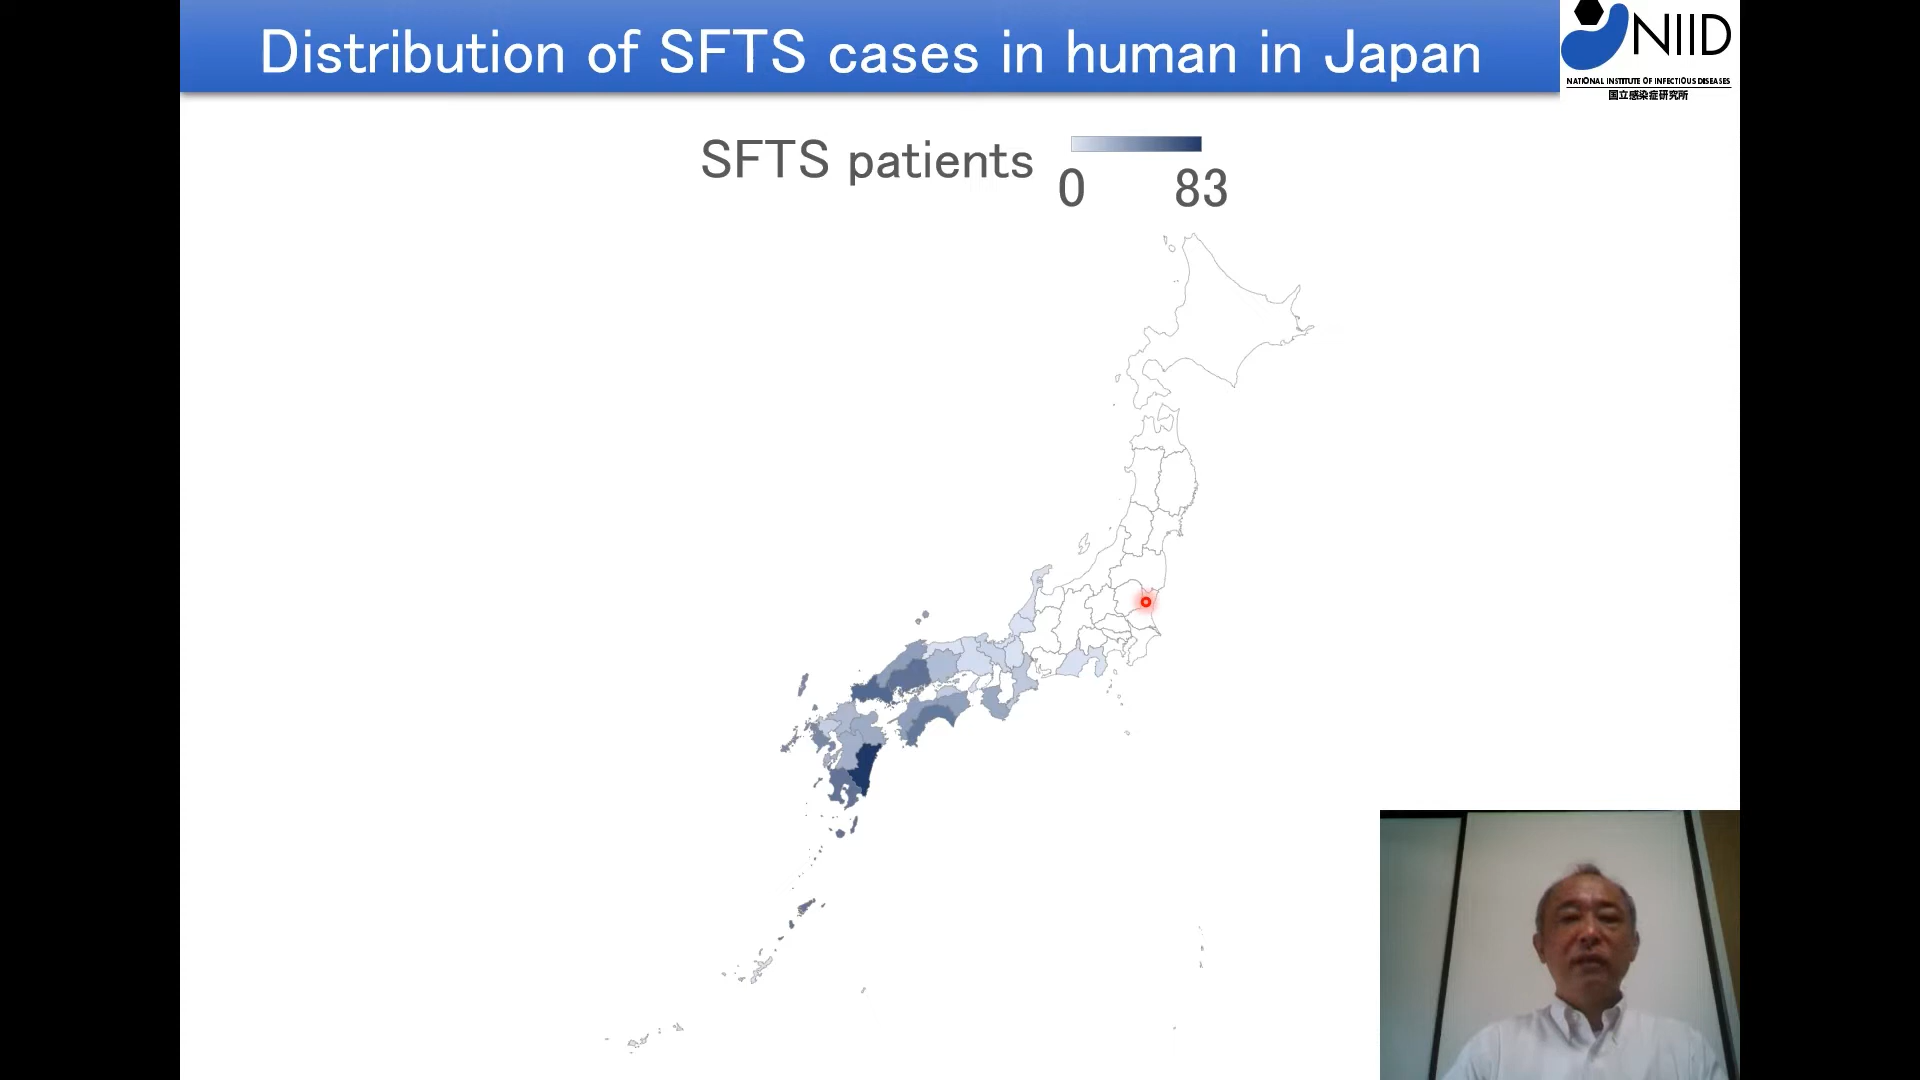 Distribution of SFTS cases in human in Japan
NIID
NATIONAL INSTITUTE OF INFECTIOUS DISEASES
国立感染症研究所
SFTS patients
0 83